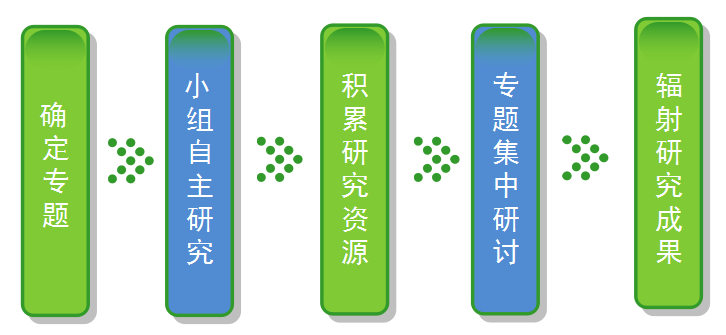 确定专题
小组自主研究
积累研究资源
专题集中研讨
辐射研究成果